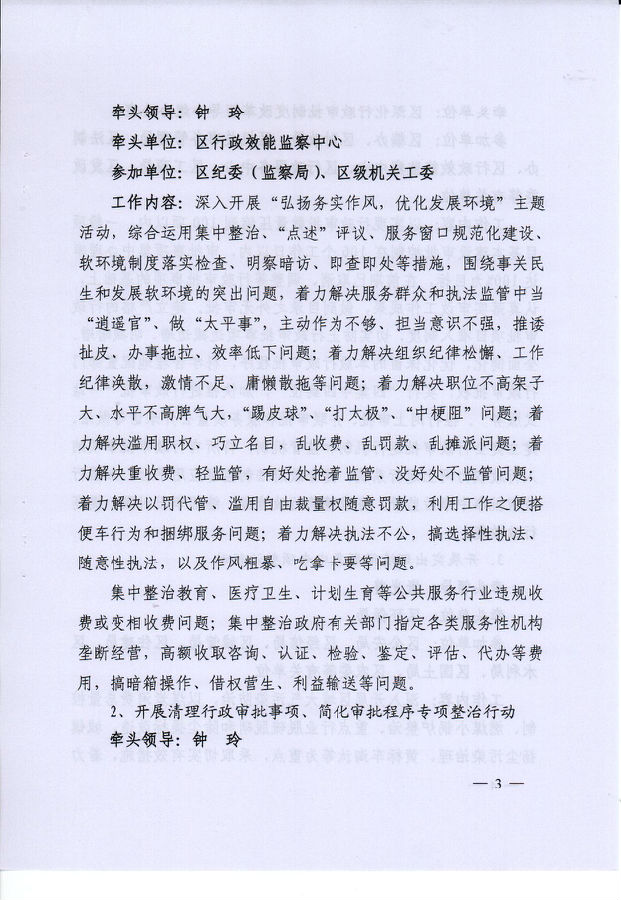 牵头领导：钟　玲
牵头单位：区行政效能监察中心
参加单位：区纪委（监察局）、区级机关工委
工作内容：深入开展“弘扬务实作风，优化发展环境”主题
活动，综合运用集中整治、“点述”评议、服务窗口规范化建设、
软环境制度落实检查、明察暗访、即查即处等措施，围绕事关民
生和发展软环境的突出问题，着力解决服务群众和执法监管中当
“逍遥官”、做“太平事”，主动作为不够、担当意识不强，推诿
扯皮、办事拖拉、效率低下问题；着力解决组织纪律松懈、工作
纪律涣散，激情不足、庸懒散拖等问题；着力解决职位不高架子
大、水平不高脾气大，“踢皮球”、“打太极”、“中梗阻”问题；着
力解决滥用职权、巧立名目，乱收费、乱罚款、乱摊派问题；着
力解决重收费、轻监管，有好处抢着监管、没好处不监管问题；
着力解决以罚代管、滥用自由裁量权随意罚款，利用工作之便搭
便车行为和捆绑服务问题；着力解决执法不公，搞选择性执法、
随意性执法，以及作风粗暴、吃拿卡要等问题。
集中整治教育、医疗卫生、计划生育等公共服务行业违规收
费或变相收费问题；集中整治政府有关部门指定各类服务性机构
垄断经营，高额收取咨询、认证、检验、鉴定、评估、代办等费
用，搞暗箱操作、借权营生、利益输送等问题。
2、开展清理行政审批事项、简化审批程序专项整治行动
牵头领导：钟　玲
— 3 —